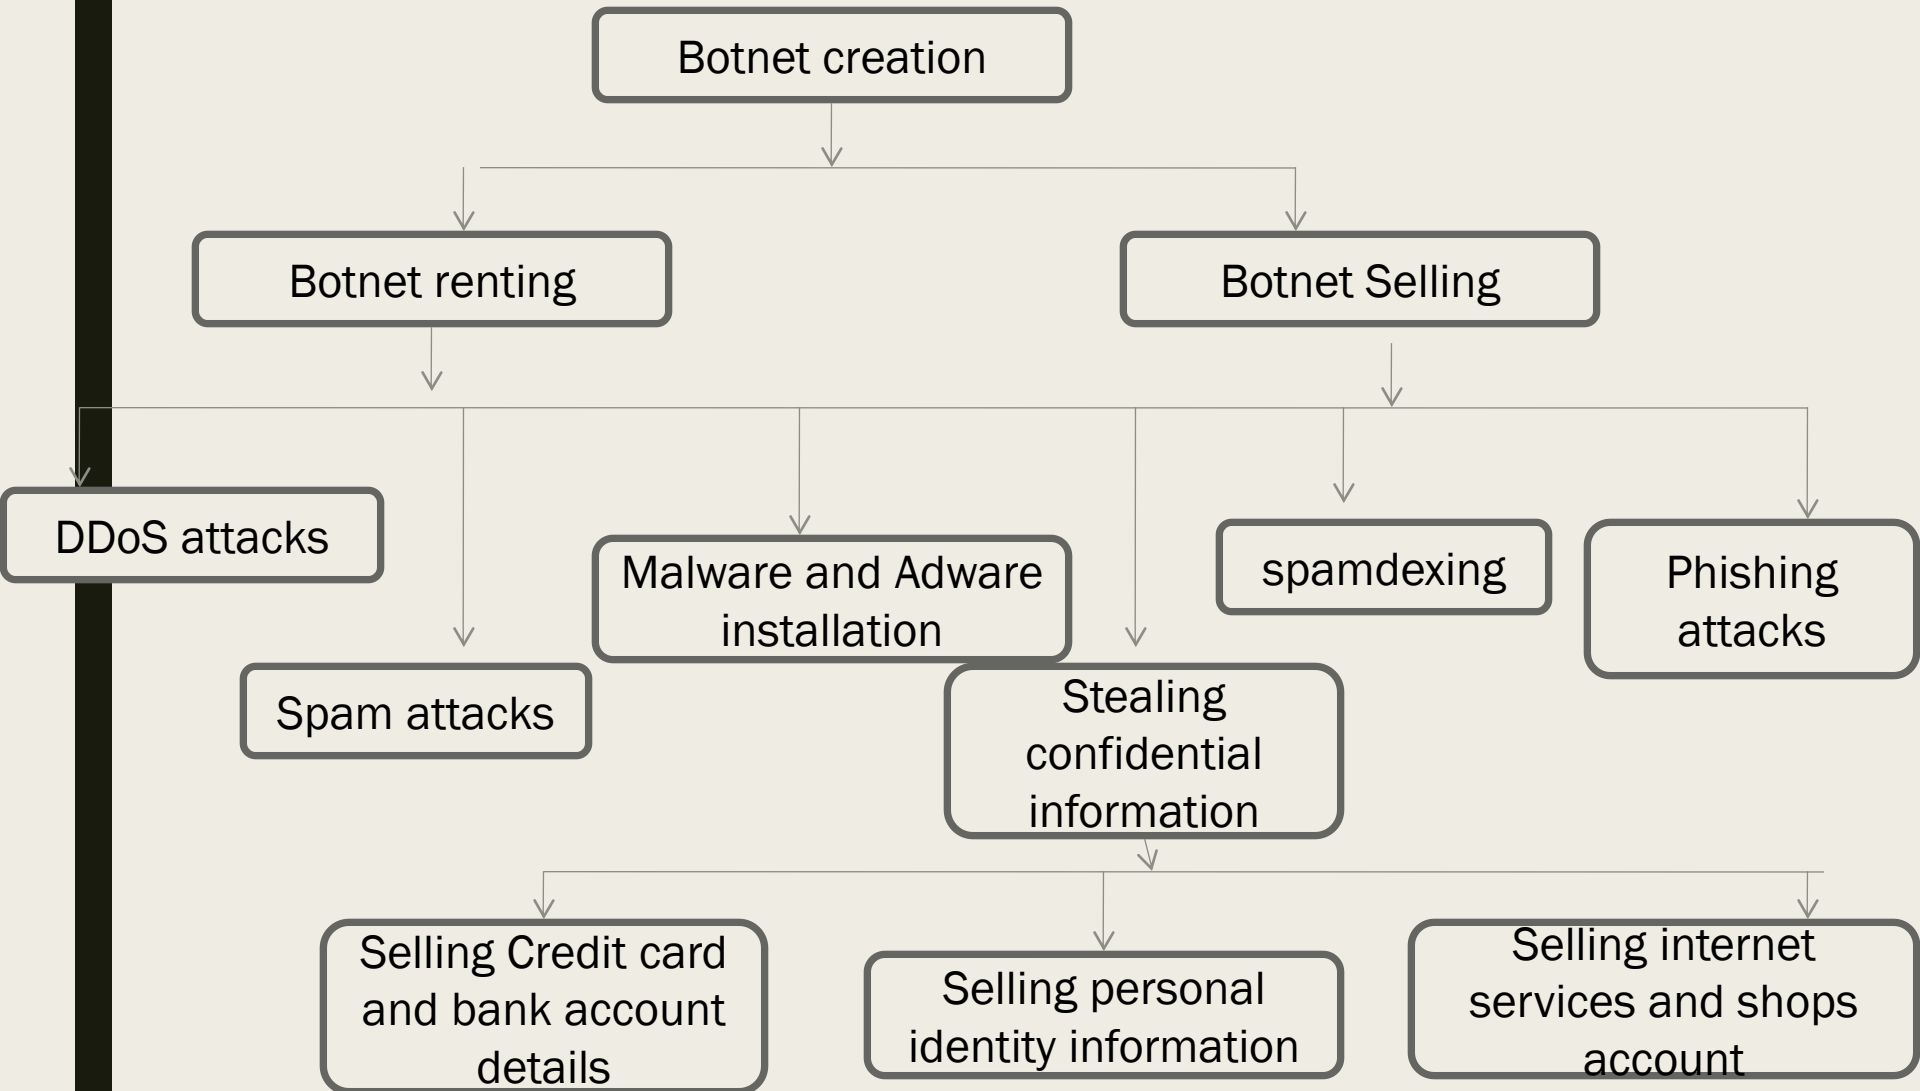 Botnet creation
Botnet renting
Botnet Selling
DDoS attacks
Spam attacks
Malware and Adware
installation
Stealing
confidential
information
spamdexing
Phishing
attacks
Selling Credit card
and bank account
details
Selling personal
identity information
Selling internet
services and shops
account